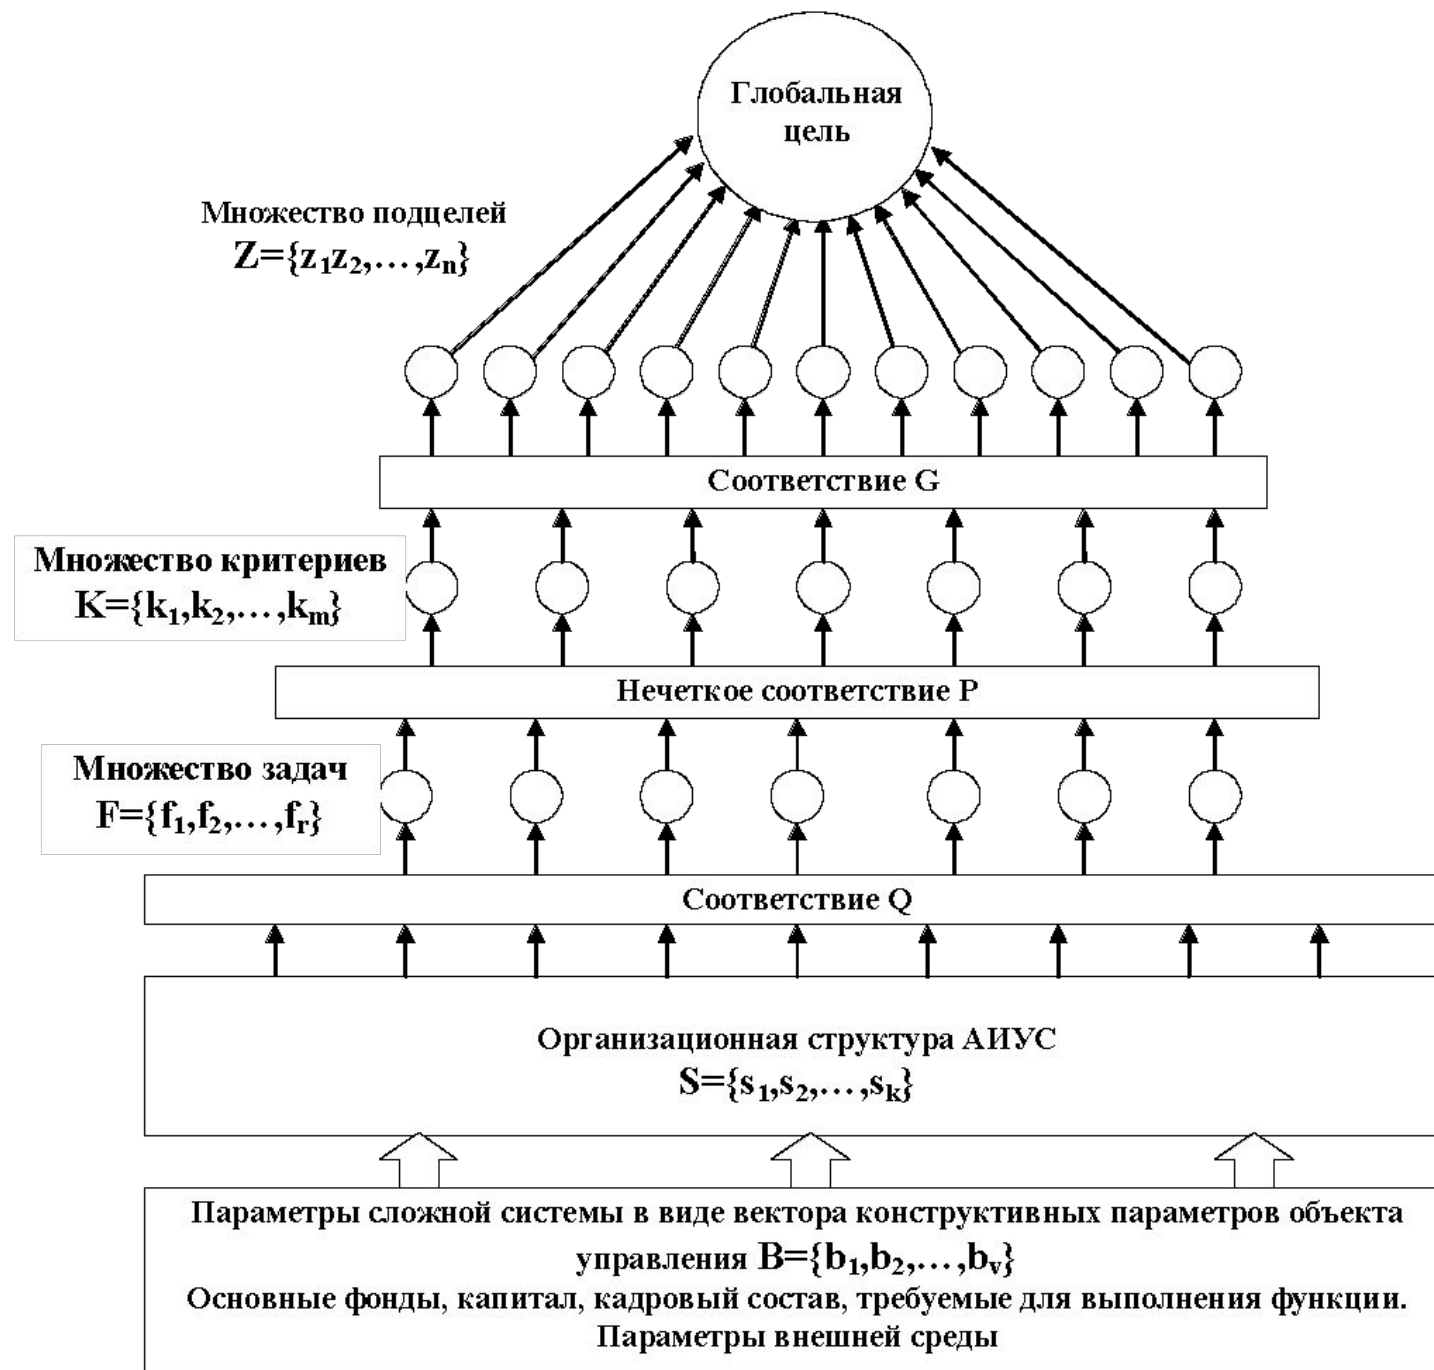 Глобальная
цель
Множество подцелей
Z={z₁z₂,...,zₙ}
Соответствие G
Множество критериев
K={k₁,k₂,...,kₘ}
Нечеткое соответствие P
Множество задач
F={f₁,f₂,...,fᵣ}
Соответствие Q
Организационная структура АИУС
S={s₁,s₂,...,sₖ}
Параметры сложной системы в виде вектора конструктивных параметров объекта
управления B={b₁,b₂,...,bᵥ}
Основные фонды, капитал, кадровый состав, требуемые для выполнения функции.
Параметры внешней среды